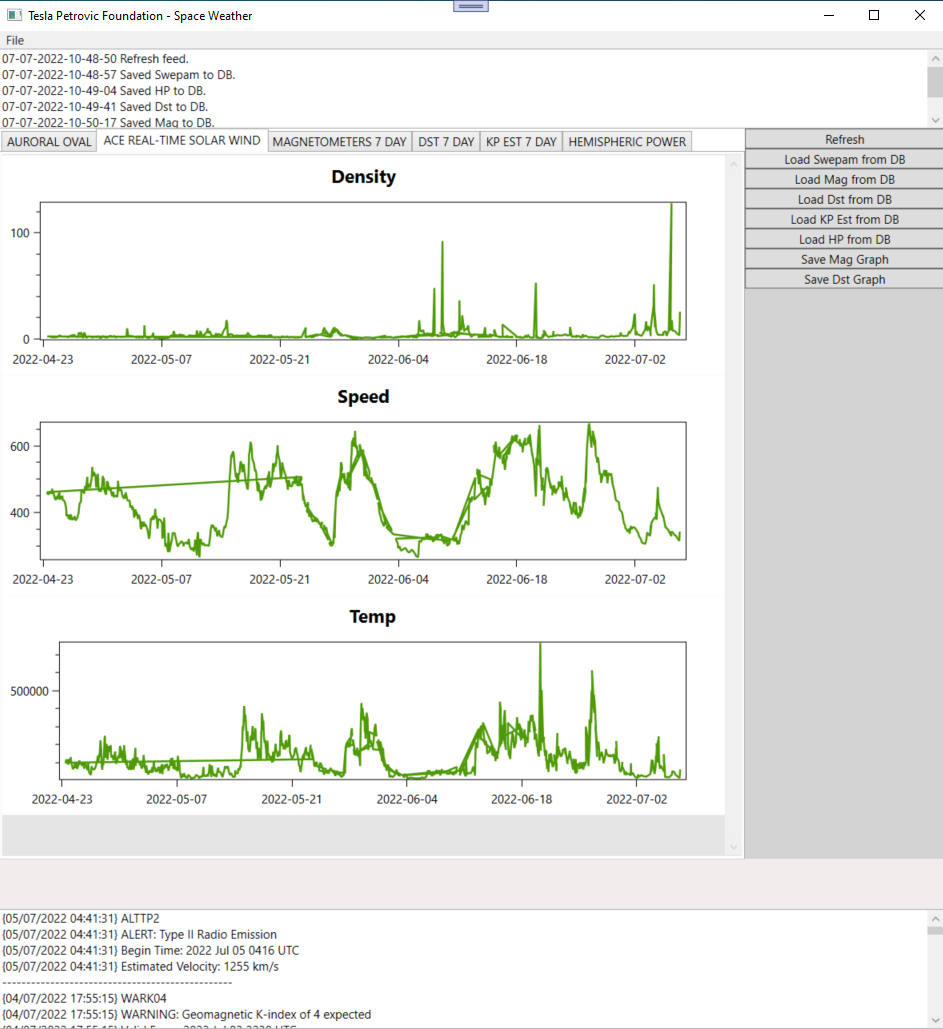 Tesla Petrovic Foundation - Space Weather
File
07-07-2022-10-48-50 Refresh feed.
07-07-2022-10-48-57 Saved Swepam to DB.
07-07-2022-10-49-04 Saved HP to DB.
07-07-2022-10-49-41 Saved Dst to DB.
07-07-2022-10-50-17 Saved Mag to DB.
AURORAL OVAL ACE REAL-TIME SOLAR WIND MAGNETOMETERS 7 DAY DST 7 DAY KP EST 7 DAY HEMISPHERIC POWER
Refresh
Load Swepam from DB
Load Mag from DB
Load Dst from DB
Load KP Est from DB
Load HP from DB
Save Mag Graph
Save Dst Graph
Density
100
0
2022-04-23 2022-05-07 2022-05-21 2022-06-04 2022-06-18 2022-07-02
Speed
600
400
2022-04-23 2022-05-07 2022-05-21 2022-06-04 2022-06-18 2022-07-02
Temp
500000
2022-04-23 2022-05-07 2022-05-21 2022-06-04 2022-06-18 2022-07-02
{05/07/2022 04:41:31} ALTTP2
{05/07/2022 04:41:31} ALERT: Type II Radio Emission
{05/07/2022 04:41:31} Begin Time: 2022 Jul 05 0416 UTC
{05/07/2022 04:41:31} Estimated Velocity: 1255 km/s
----------------------------------------------
{04/07/2022 17:55:15} WARK04
{04/07/2022 17:55:15} WARNING: Geomagnetic K-index of 4 expected